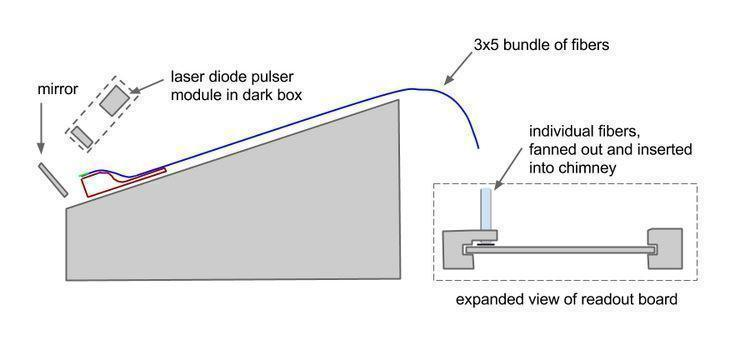 3x5 bundle of fibers
laser diode pulser
module in dark box
mirror
individual fibers,
fanned out and inserted
into chimney
expanded view of readout board